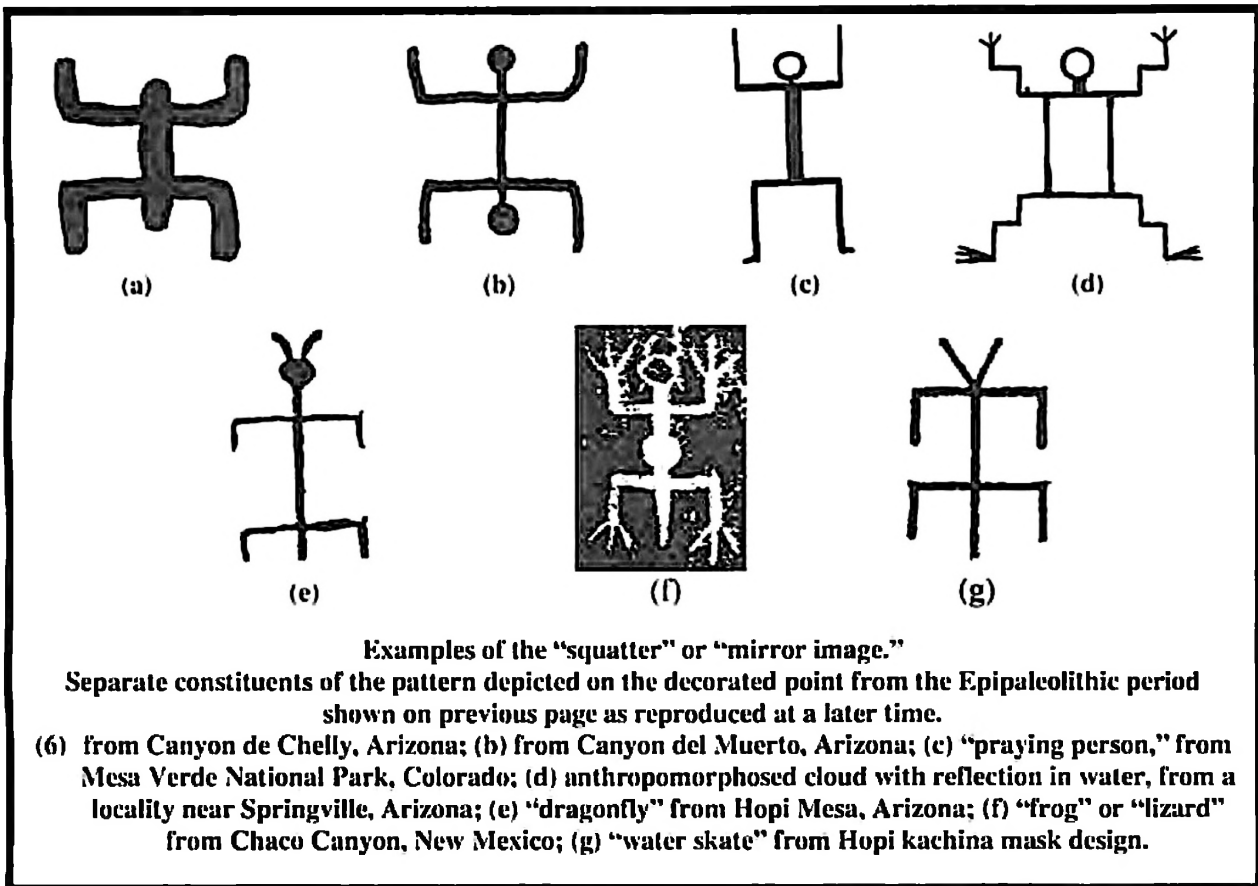 (a) (b) (c) (d)
(e) (f) (g)
Examples of the “squatter” or “mirror image.”
Separate constituents of the pattern depicted on the decorated point from the Epipaleolithic period
shown on previous page as reproduced at a later time.
(6) from Canyon de Chelly, Arizona; (b) from Canyon del Muerto, Arizona; (c) “praying person,” from
Mesa Verde National Park, Colorado; (d) anthropomorphosed cloud with reflection in water, from a
locality near Springville, Arizona; (e) “dragonfly” from Hopi Mesa, Arizona; (f) “frog” or “lizard”
from Chaco Canyon, New Mexico; (g) “water skate” from Hopi kachina mask design.